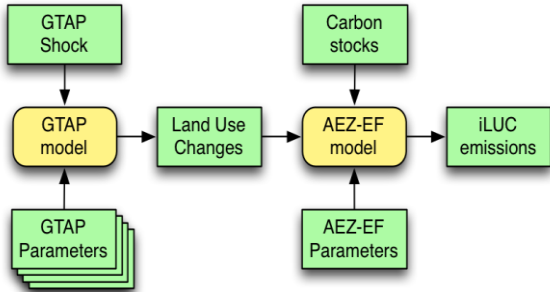 GTAP
Shock
Carbon
stocks
GTAP
model
Land Use
Changes
AEZ-EF
model
iLUC
emissions
GTAP
Parameters
AEZ-EF
Parameters